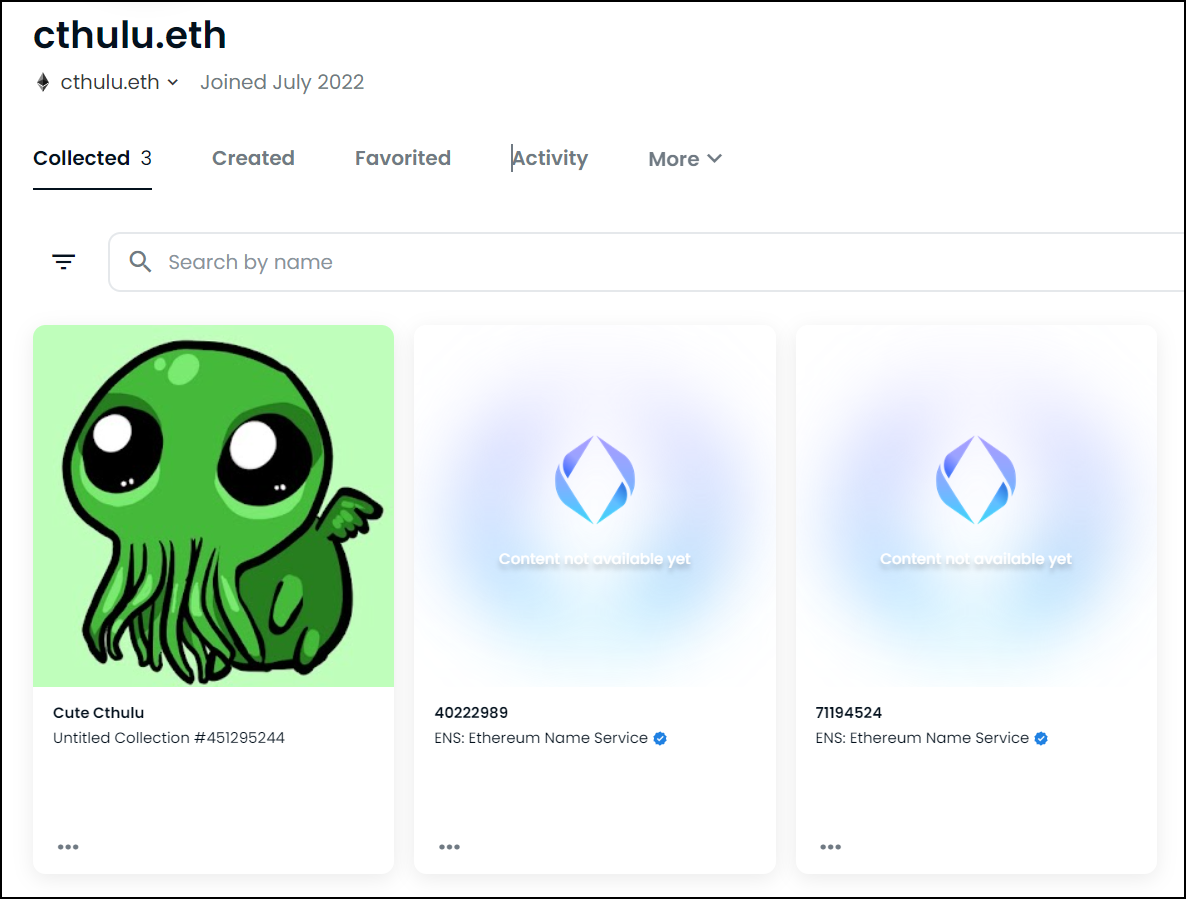 cthulu.eth
cthulu.eth Joined July 2022
Collected 3 Created Favorited Activity More
Search by name
Content not available yet Content not available yet
Cute Cthulu 40222989 71194524
Untitled Collection #451295244 ENS: Ethereum Name Service ENS: Ethereum Name Service